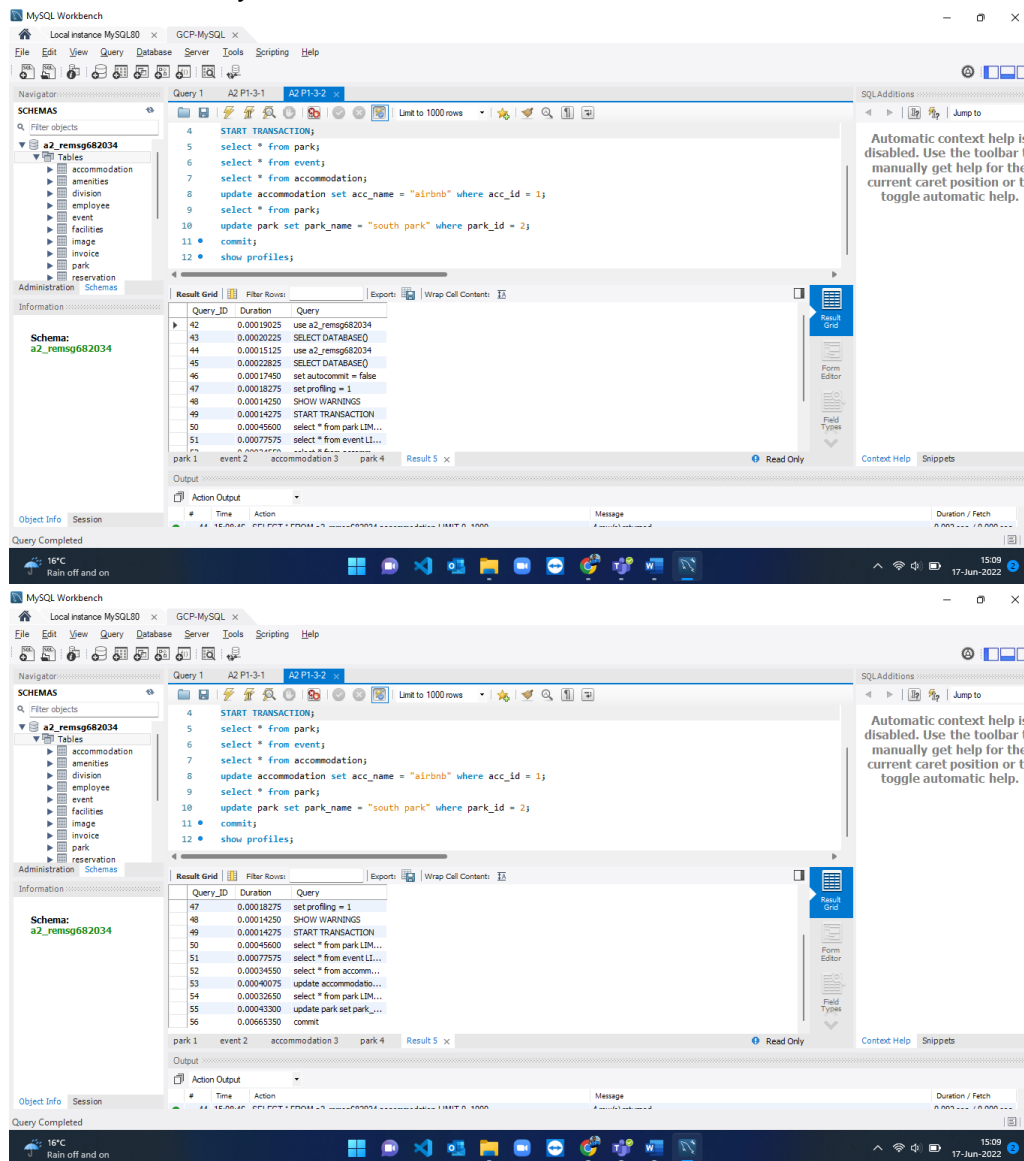 MySQL Workbench
Local instance MySQL80 × GCP-MySQL ×
File Edit View Query Database Server Tools Scripting Help
Navigator Query 1 A2 P1-3-1 A2 P1-3-2 × SQLAdditions
SCHEMAS Limit to 1000 rows Jump to
Filter objects
4 START TRANSACTION;
5 select * from park;
6 select * from event;
7 select * from accommodation;
8 update accommodation set acc_name = "airbnb" where acc_id = 1;
9 select * from park;
10 update park set park_name = "south park" where park_id = 2;
11 commit;
12 show profiles;
a2_remsg682034
Tables
accommodation
amenities
division
employee
event
facilities
image
invoice
park
reservation
Automatic context help is
disabled. Use the toolbar
manually get help for the
current caret position or
toggle automatic help.
Administration Schemas
Information
Schema:
a2_remsg682034
Result Grid Filter Rows: Export: Wrap Cell Content:
Query_ID Duration Query
42 0.00019025 use a2_remsg682034
43 0.00020225 SELECT DATABASE()
44 0.00015125 use a2_remsg682034
45 0.00022825 SELECT DATABASE()
46 0.00017450 set autocommit = false
47 0.00018275 set profiling = 1
48 0.00014250 SHOW WARNINGS
49 0.00014275 START TRANSACTION
50 0.00045600 select * from park LIM...
51 0.00077575 select * from event LI...
Result
Grid
Form
Editor
Field
Types
park 1 event 2 accommodation 3 park 4 Result 5 × Read Only Context Help Snippets
Output
Action Output
# Time Action Message Duration / Fetch
Object Info Session
Query Completed
16°C
Rain off and on
15:09
17-Jun-2022 2
MySQL Workbench
Local instance MySQL80 × GCP-MySQL ×
File Edit View Query Database Server Tools Scripting Help
Navigator Query 1 A2 P1-3-1 A2 P1-3-2 × SQLAdditions
SCHEMAS Limit to 1000 rows Jump to
Filter objects
4 START TRANSACTION;
5 select * from park;
6 select * from event;
7 select * from accommodation;
8 update accommodation set acc_name = "airbnb" where acc_id = 1;
9 select * from park;
10 update park set park_name = "south park" where park_id = 2;
11 commit;
12 show profiles;
a2_remsg682034
Tables
accommodation
amenities
division
employee
event
facilities
image
invoice
park
reservation
Automatic context help is
disabled. Use the toolbar
manually get help for the
current caret position or
toggle automatic help.
Administration Schemas
Information
Schema:
a2_remsg682034
Result Grid Filter Rows: Export: Wrap Cell Content:
Query_ID Duration Query
47 0.00018275 set profiling = 1
48 0.00014250 SHOW WARNINGS
49 0.00014275 START TRANSACTION
50 0.00045600 select * from park LIM...
51 0.00077575 select * from event LI...
52 0.00034550 select * from accomm...
53 0.00040075 update accommodatio...
54 0.00032650 select * from park LIM...
55 0.00043300 update park set park_...
56 0.00665350 commit
Result
Grid
Form
Editor
Field
Types
park 1 event 2 accommodation 3 park 4 Result 5 × Read Only Context Help Snippets
Output
Action Output
# Time Action Message Duration / Fetch
Object Info Session
Query Completed
16°C
Rain off and on
15:09
17-Jun-2022 2